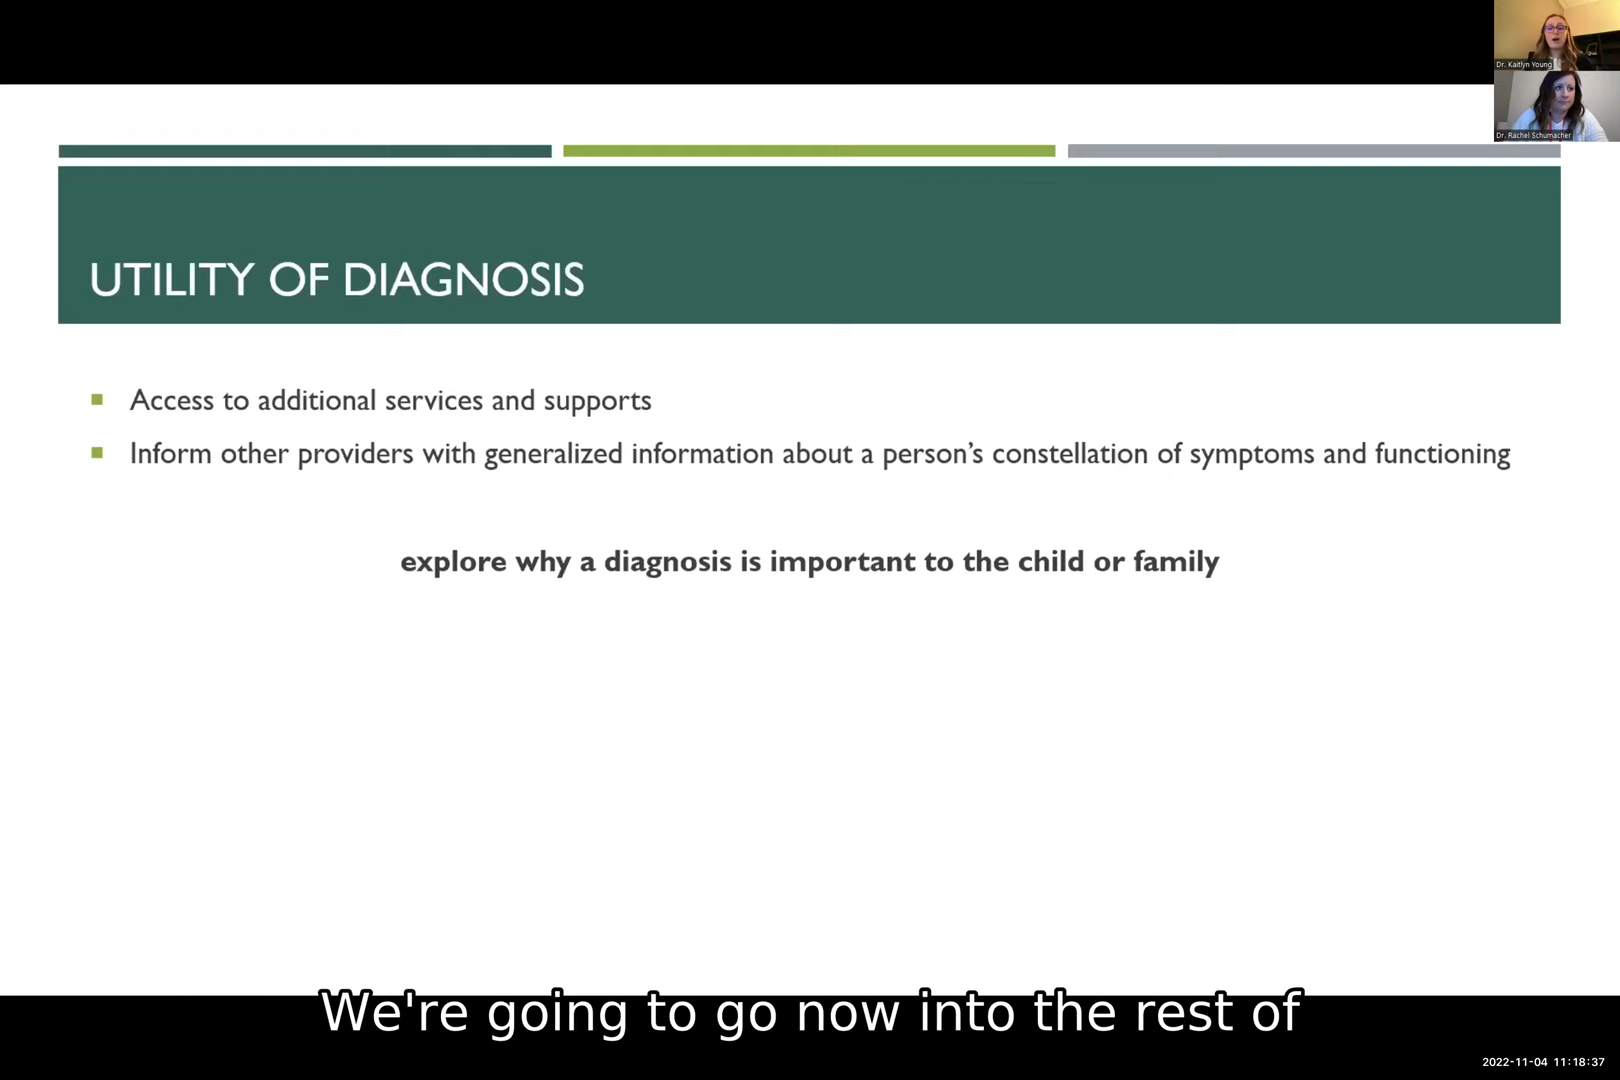 Dr. Kaitlyn Young
Dr. Rachel Schumacher
UTILITY OF DIAGNOSIS
Access to additional services and supports
Inform other providers with generalized information about a person’s constellation of symptoms and functioning
explore why a diagnosis is important to the child or family
We're going to go now into the rest of
2022-11-04 11:18:37